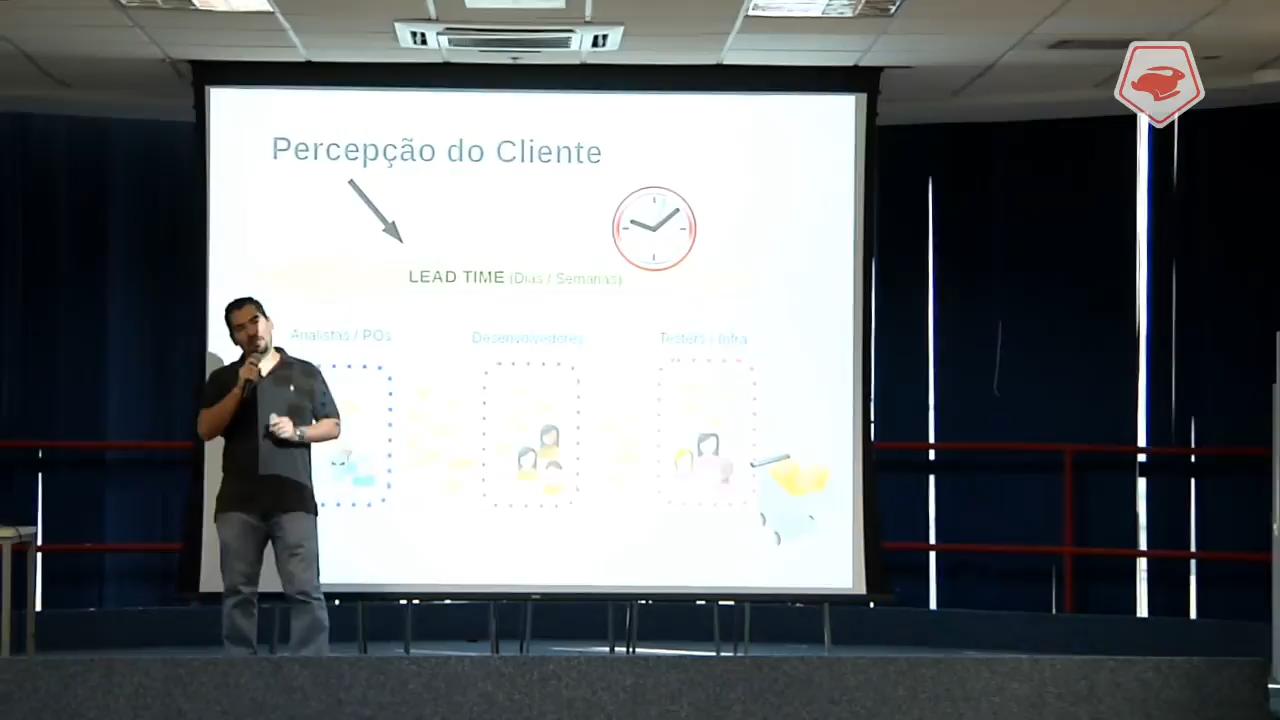 Percepção do Cliente
LEAD TIME (Dias / Semanas)
Analistas / POs
Desenvolvedores
Testers / Infra